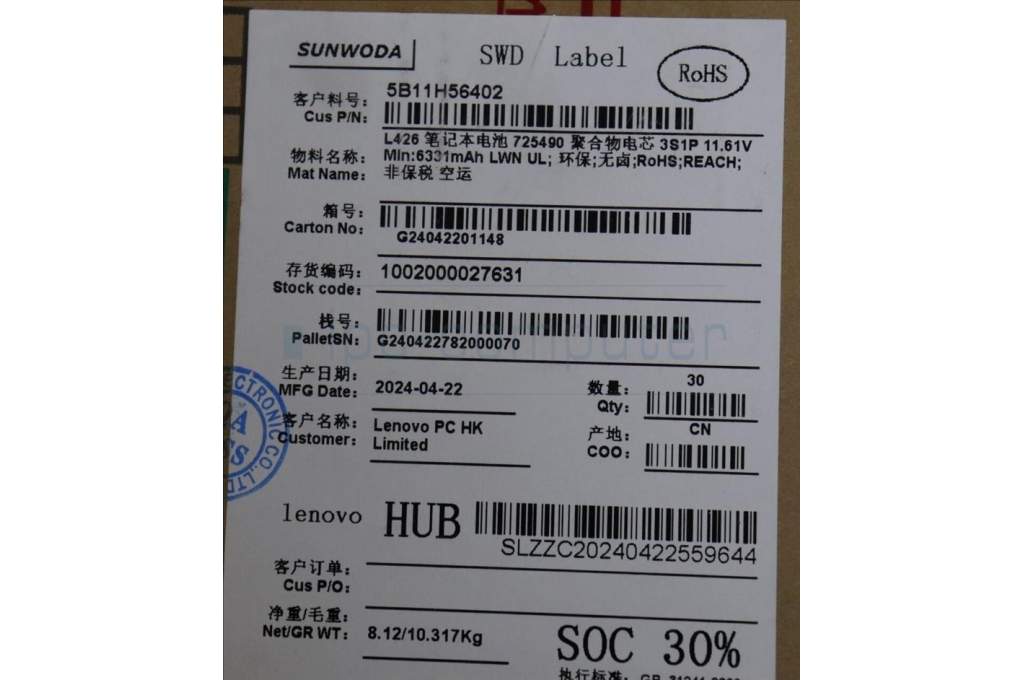 SUNWODA SWD Label RoHS
客户料号: 5B11H56402
Cus P/N:
L426 笔记本电池 725490 聚合物电芯 3S1P 11.61V
物料名称: Min:6331mAh LWN UL; 环保;无卤;RoHS;REACH;
Mat Name: 非保税 空运
箱号:
Carton No: G24042201148
存货编码: 1002000027631
Stock code:
栈号:
PalletSN: G240422782000070
computer
生产日期: 2024-04-22 数量: 30
MFG Date: Qty:
客户名称: Lenovo PC HK 产地: CN
Customer: Limited COO:
ECTRONIC CO.,LTD
lenovo HUB
SLZZC20240422559644
客户订单:
Cus P/O:
净重/毛重:
Net/GR WT: 8.12/10.317Kg SOC 30%
执行标准: GB